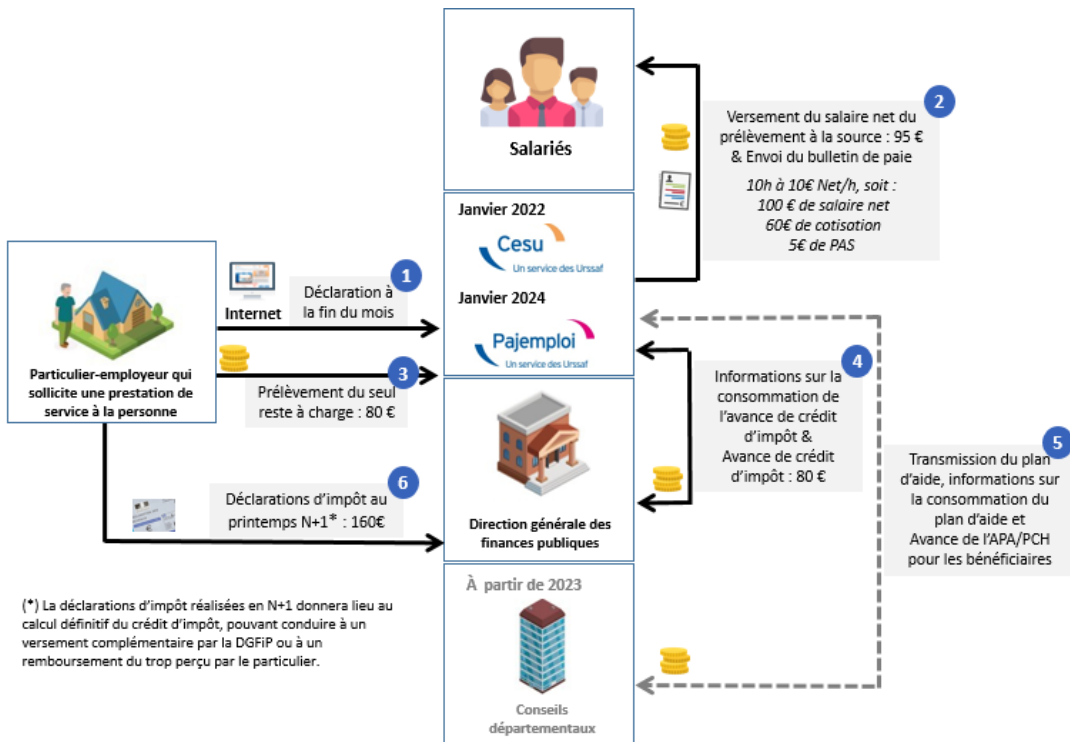 Salariés
2
Versement du salaire net du
prélèvement à la source : 95 €
& Envoi du bulletin de paie
10h à 10€ Net/h, soit :
100 € de salaire net
60€ de cotisation
5€ de PAS
Janvier 2022
Cesu
Un service des Urssaf
Janvier 2024
Pajemploi
Un service des Urssaf
Particulier-employeur qui
sollicite une prestation de
service à la personne
Internet
1
Déclaration à
la fin du mois
3
Prélèvement du seul
reste à charge : 80 €
4
Informations sur la
consommation de
l'avance de crédit
d'impôt &
Avance de crédit
d'impôt : 80 €
5
Transmission du plan
d'aide, informations sur
la consommation du
plan d'aide et
Avance de l'APA/PCH
pour les bénéficiaires
6
Déclarations d'impôt au
printemps N+1* : 160€
Direction générale des
finances publiques
À partir de 2023
Conseils
départementaux
(*) La déclarations d'impôt réalisées en N+1 donnera lieu au
calcul définitif du crédit d'impôt, pouvant conduire à un
versement complémentaire par la DGFiP ou à un
remboursement du trop perçu par le particulier.